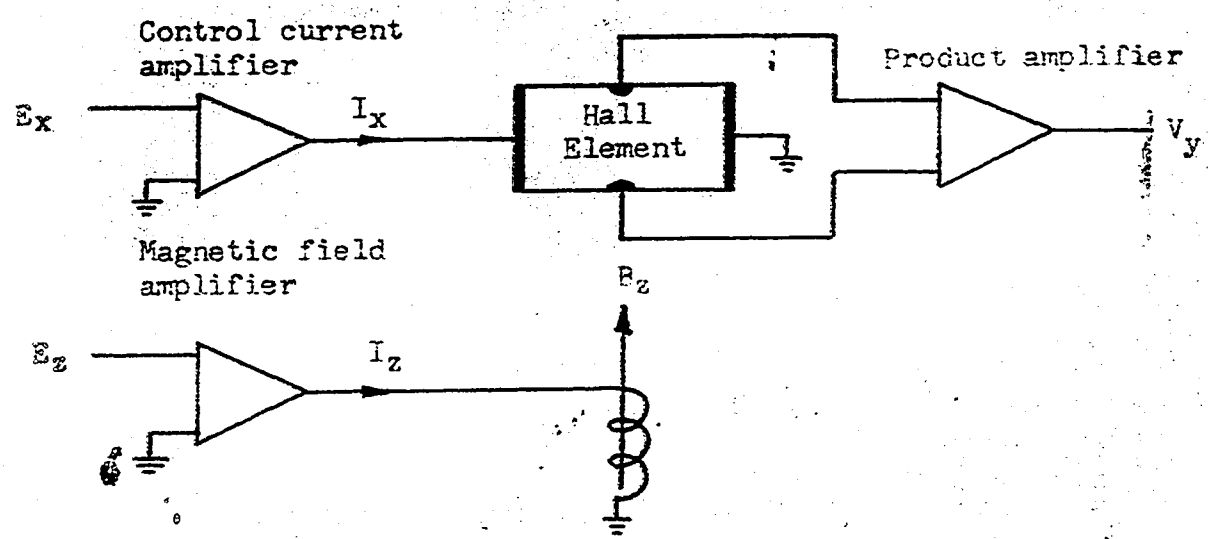 Control current
amplifier
Product amplifier
Ex
Ix
Hall
Element
Vy
Magnetic field
amplifier
Bz
Ez
Iz